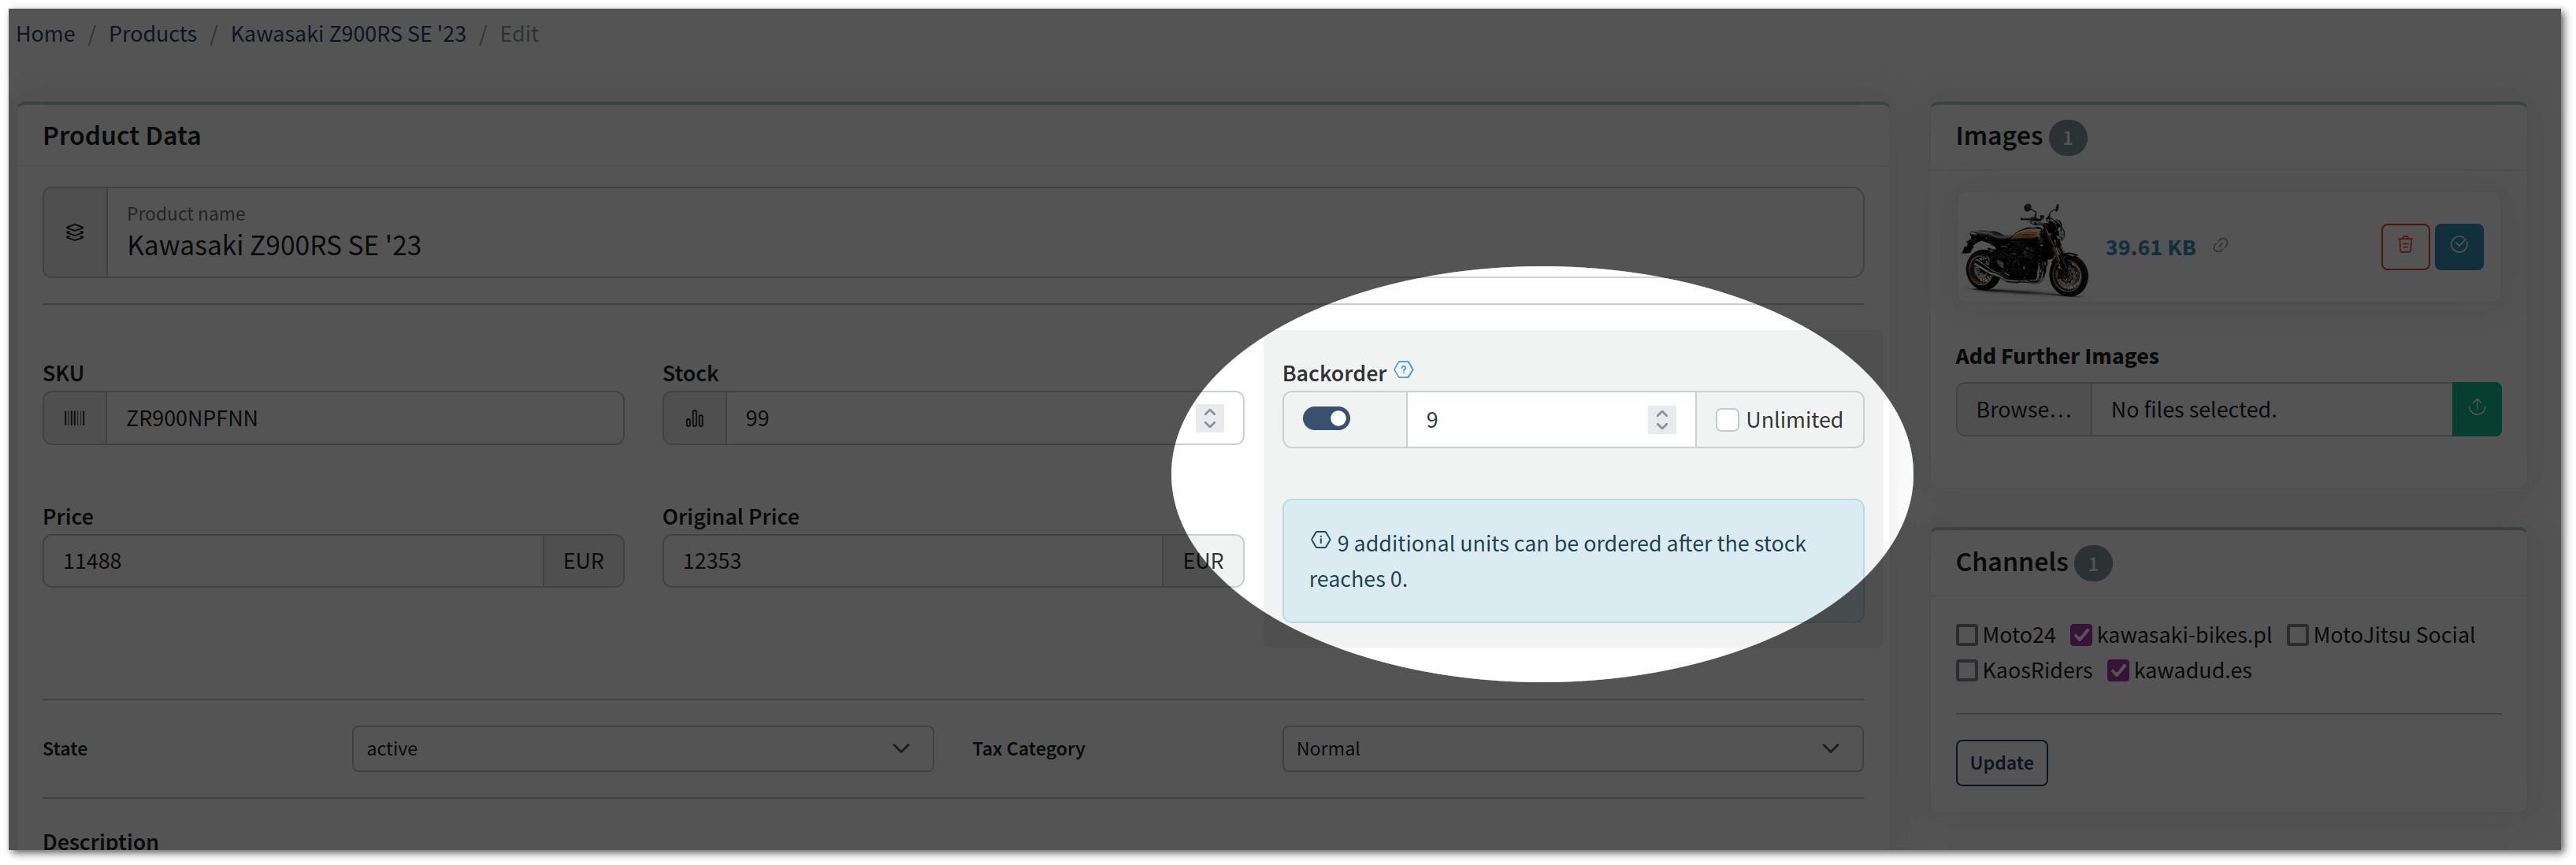 Home / Products / Kawasaki Z900RS SE '23 / Edit
Product Data
Product name
Kawasaki Z900RS SE '23
SKU
ZR900NPFNN
Stock
99
Backorder
9
Unlimited
9 additional units can be ordered after the stock
reaches 0.
Price
11488 EUR
Original Price
12353 EUR
State
active
Tax Category
Normal
Description
Images 1
39.61 KB
Add Further Images
Browse... No files selected.
Channels 1
Moto24 kawasaki-bikes.pl MotoJitsu Social
KaosRiders kawadud.es
Update